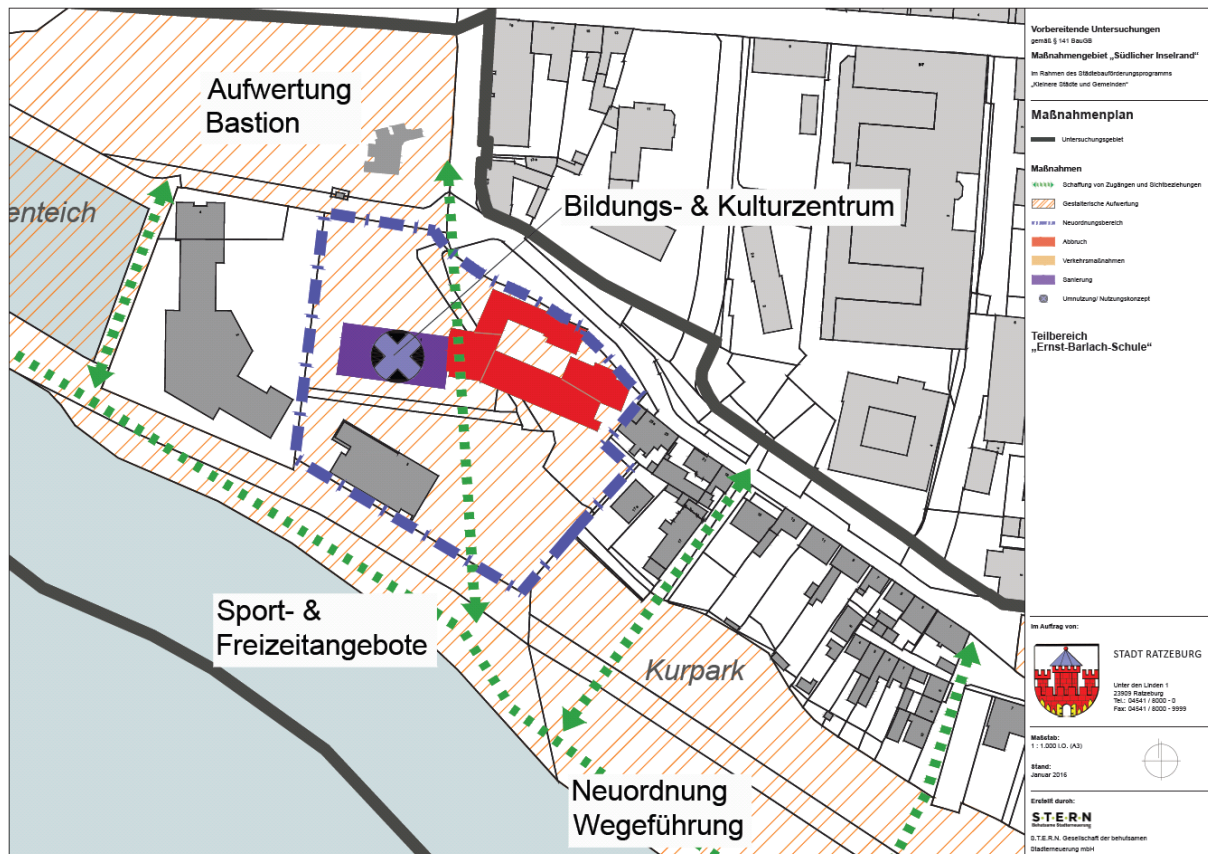 Aufwertung
Bastion
enteich
Bildungs- & Kulturzentrum
Sport- &
Freizeitangebote
Kurpark
Neuordnung
Wegeführung
Vorbereitende Untersuchungen
gemäß § 141 BauGB
Maßnahmengebiet „Südlicher Inselrand“
im Rahmen des Städtebauförderungsprogramms
„Kleinere Städte und Gemeinden“
Maßnahmenplan
Untersuchungsgebiet
Maßnahmen
Schaffung von Zugängen und Sichtbeziehungen
Gestalterische Aufwertung
Neuordnungsbereich
Abbruch
Verkehrsmaßnahmen
Sanierung
Umnutzung/ Nutzungskonzept
Teilbereich
„Ernst-Barlach-Schule“
Im Auftrag von:
STADT RATZEBURG
Unter den Linden 1
23909 Ratzeburg
Tel.: 04541 / 8000 - 0
Fax: 04541 / 8000 - 9999
Maßstab:
1 : 1.000 i.O. (A3)
Stand:
Januar 2016
Erstellt durch:
S·T·E·R·N
Behutsame Stadterneuerung
S.T.E.R.N. Gesellschaft der behutsamen
Stadterneuerung mbH